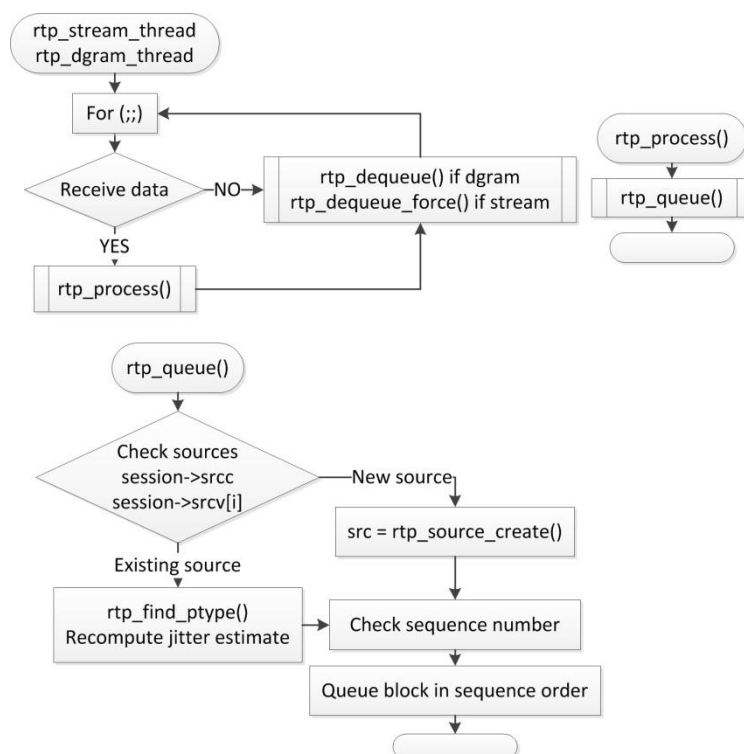 rtp_stream_thread
rtp_dgram_thread
For (;;)
Receive data
NO
rtp_dequeue() if dgram
rtp_dequeue_force() if stream
YES
rtp_process()
rtp_process()
rtp_queue()
rtp_queue()
Check sources
session->srcc
session->srcv[i]
New source
src = rtp_source_create()
Existing source
rtp_find_ptype()
Recompute jitter estimate
Check sequence number
Queue block in sequence order